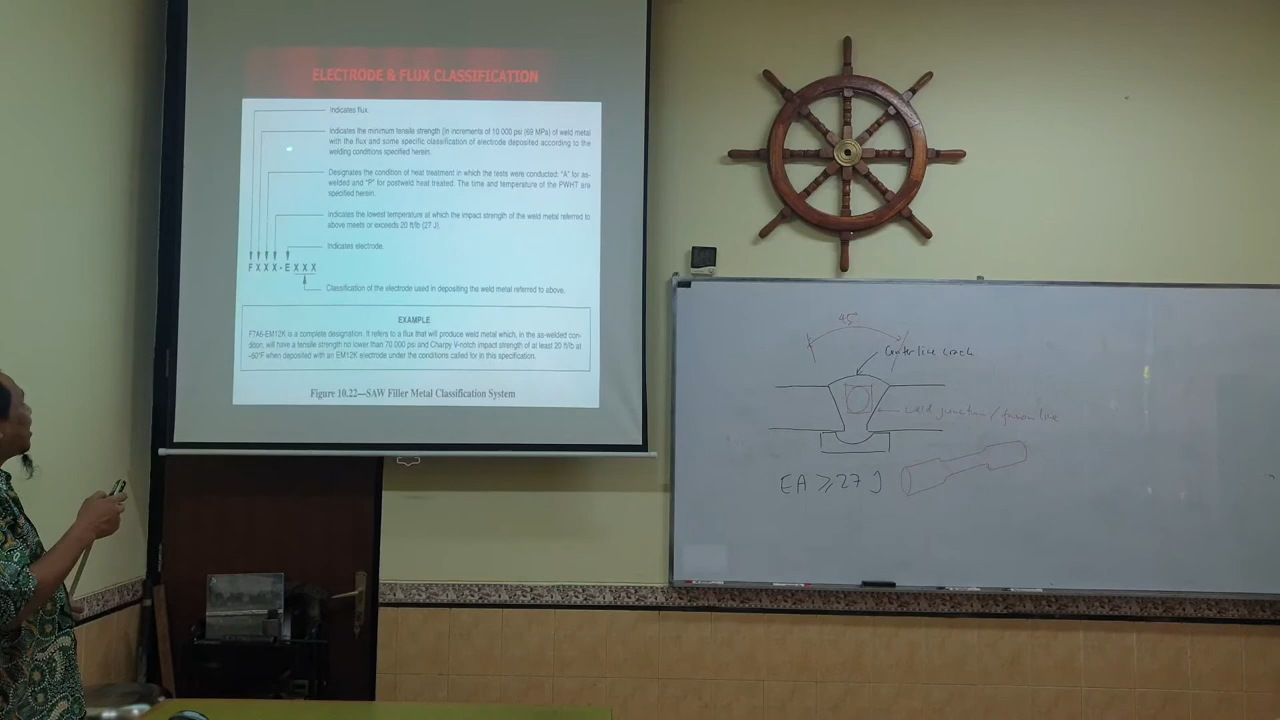 ELECTRODE & FLUX CLASSIFICATION
Indicates flux.
Indicates the minimum tensile strength (in increments of 10 000 psi (69 MPa) of weld metal
with the flux and some specific classification of electrode deposited according to the
welding conditions specified herein.
Designates the condition of heat treatment in which the tests were conducted: "A" for as-
welded and "P" for postweld heat treated. The time and temperature of the PWHT are
specified herein.
Indicates the lowest temperature at which the impact strength of the weld metal referred to
above meets or exceeds 20 ft/lb (27 J).
Indicates electrode.
F X X X - E X X X
Classification of the electrode used in depositing the weld metal referred to above.
EXAMPLE
F7A6-EM12K is a complete designation. It refers to a flux that will produce weld metal which, in the as-welded con-
dition, will have a tensile strength no lower than 70 000 psi and Charpy V-notch impact strength of at least 20 ft/lb at
–60°F when deposited with an EM12K electrode under the conditions called for in this specification.
Figure 10.22—SAW Filler Metal Classification System
45°
Centerline crack
weld junction / fusion line
EA ≥ 27 J